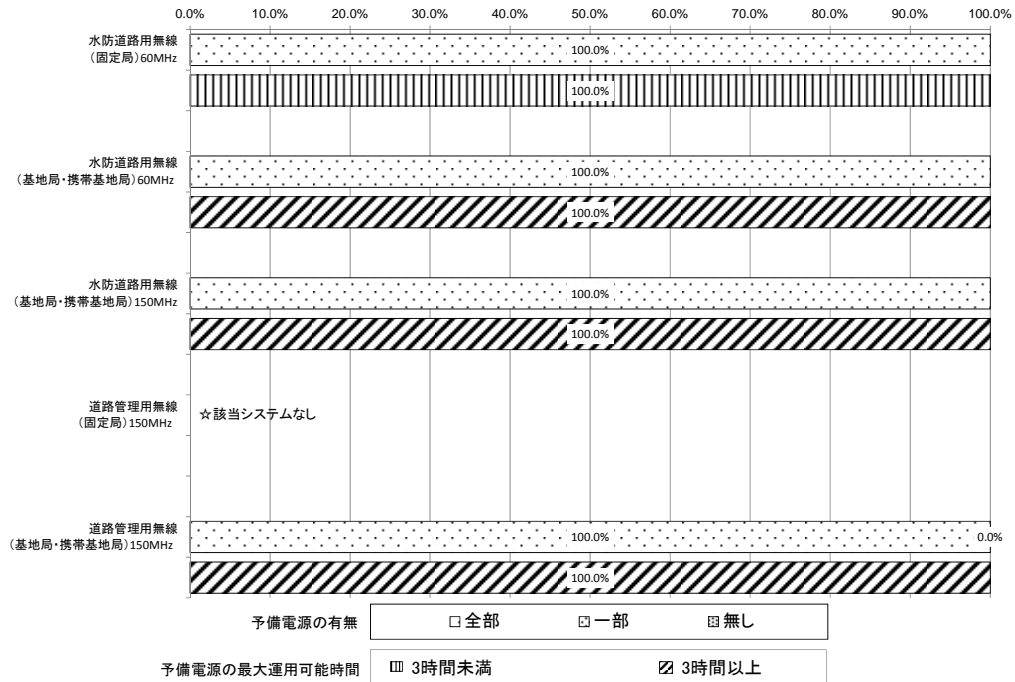 0.0% 10.0% 20.0% 30.0% 40.0% 50.0% 60.0% 70.0% 80.0% 90.0% 100.0%
水防道路用無線
(固定局)60MHz
100.0%
100.0%
水防道路用無線
(基地局・携帯基地局)60MHz
100.0%
100.0%
水防道路用無線
(基地局・携帯基地局)150MHz
100.0%
100.0%
道路管理用無線
(固定局)150MHz
☆該当システムなし
道路管理用無線
(基地局・携帯基地局)150MHz
100.0% 0.0%
100.0%
予備電源の有無 全部 一部 無し
予備電源の最大運用可能時間 3時間未満 3時間以上